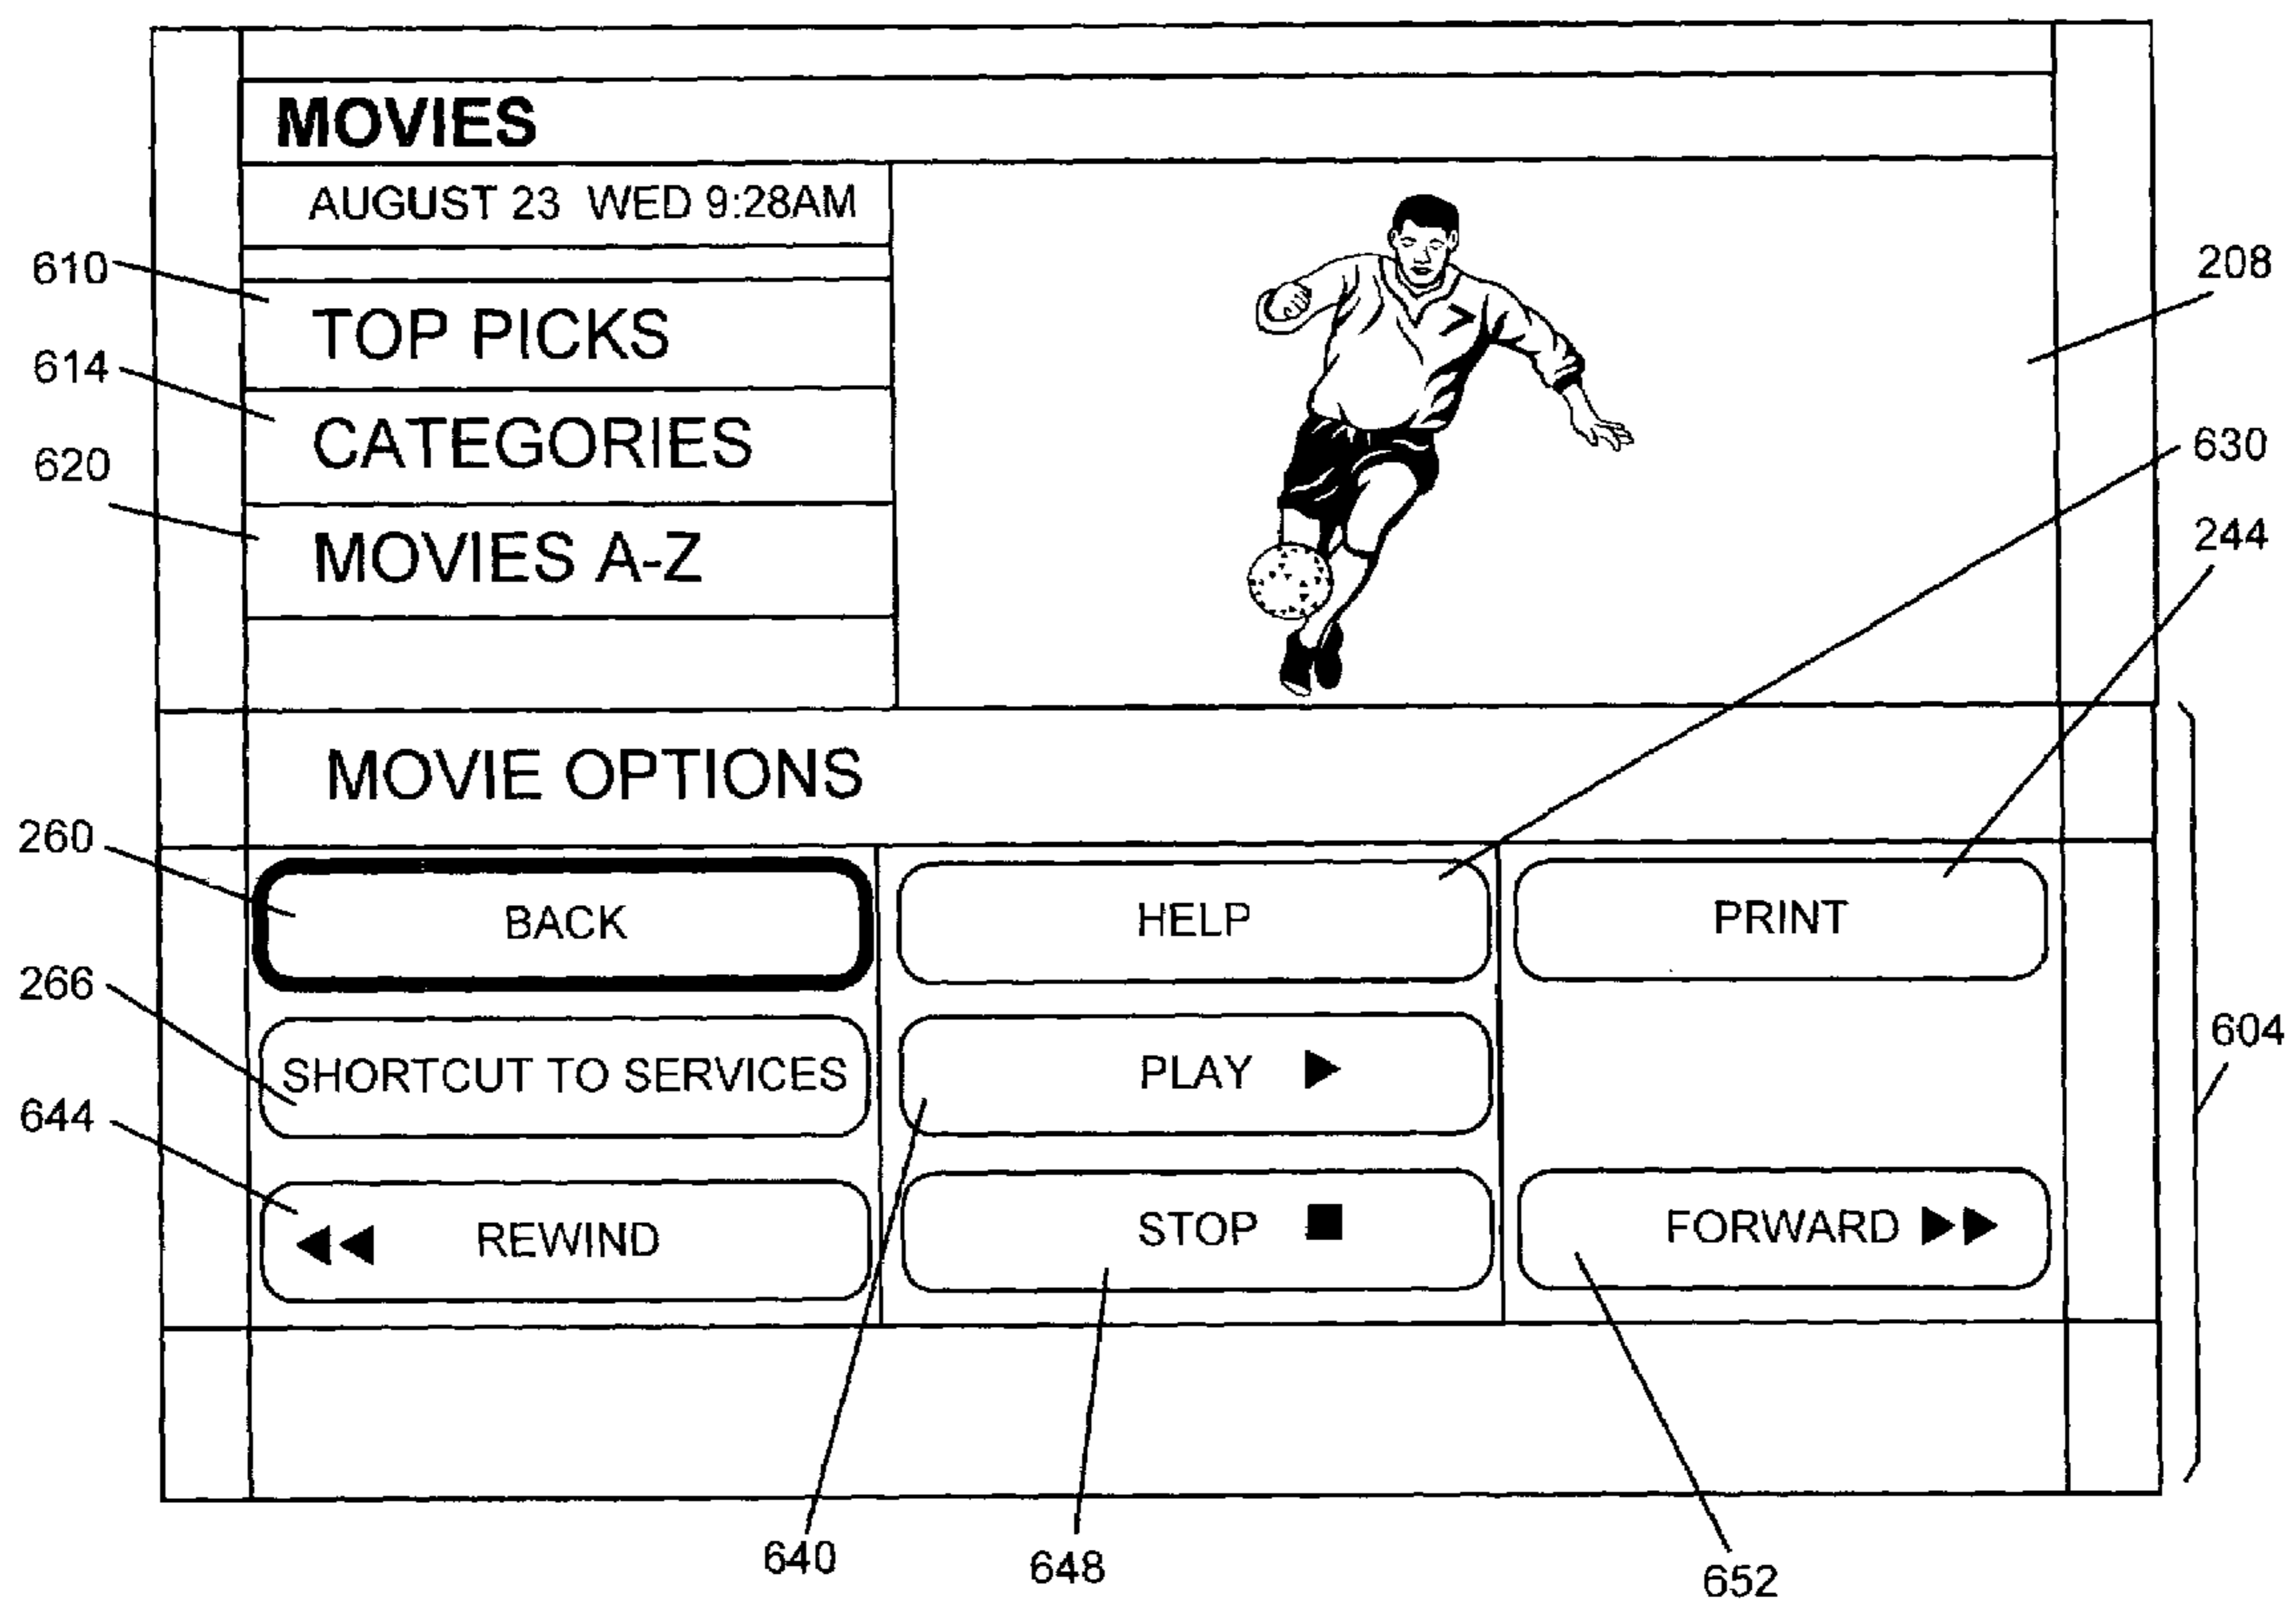 MOVIES
AUGUST 23 WED 9:28AM
610
TOP PICKS
208
614
CATEGORIES
620
630
MOVIES A-Z
244
MOVIE OPTIONS
260
BACK
HELP
PRINT
266
SHORTCUT TO SERVICES
PLAY ▶
604
644
◀◀ REWIND
STOP ■
FORWARD ▶▶
640
648
652